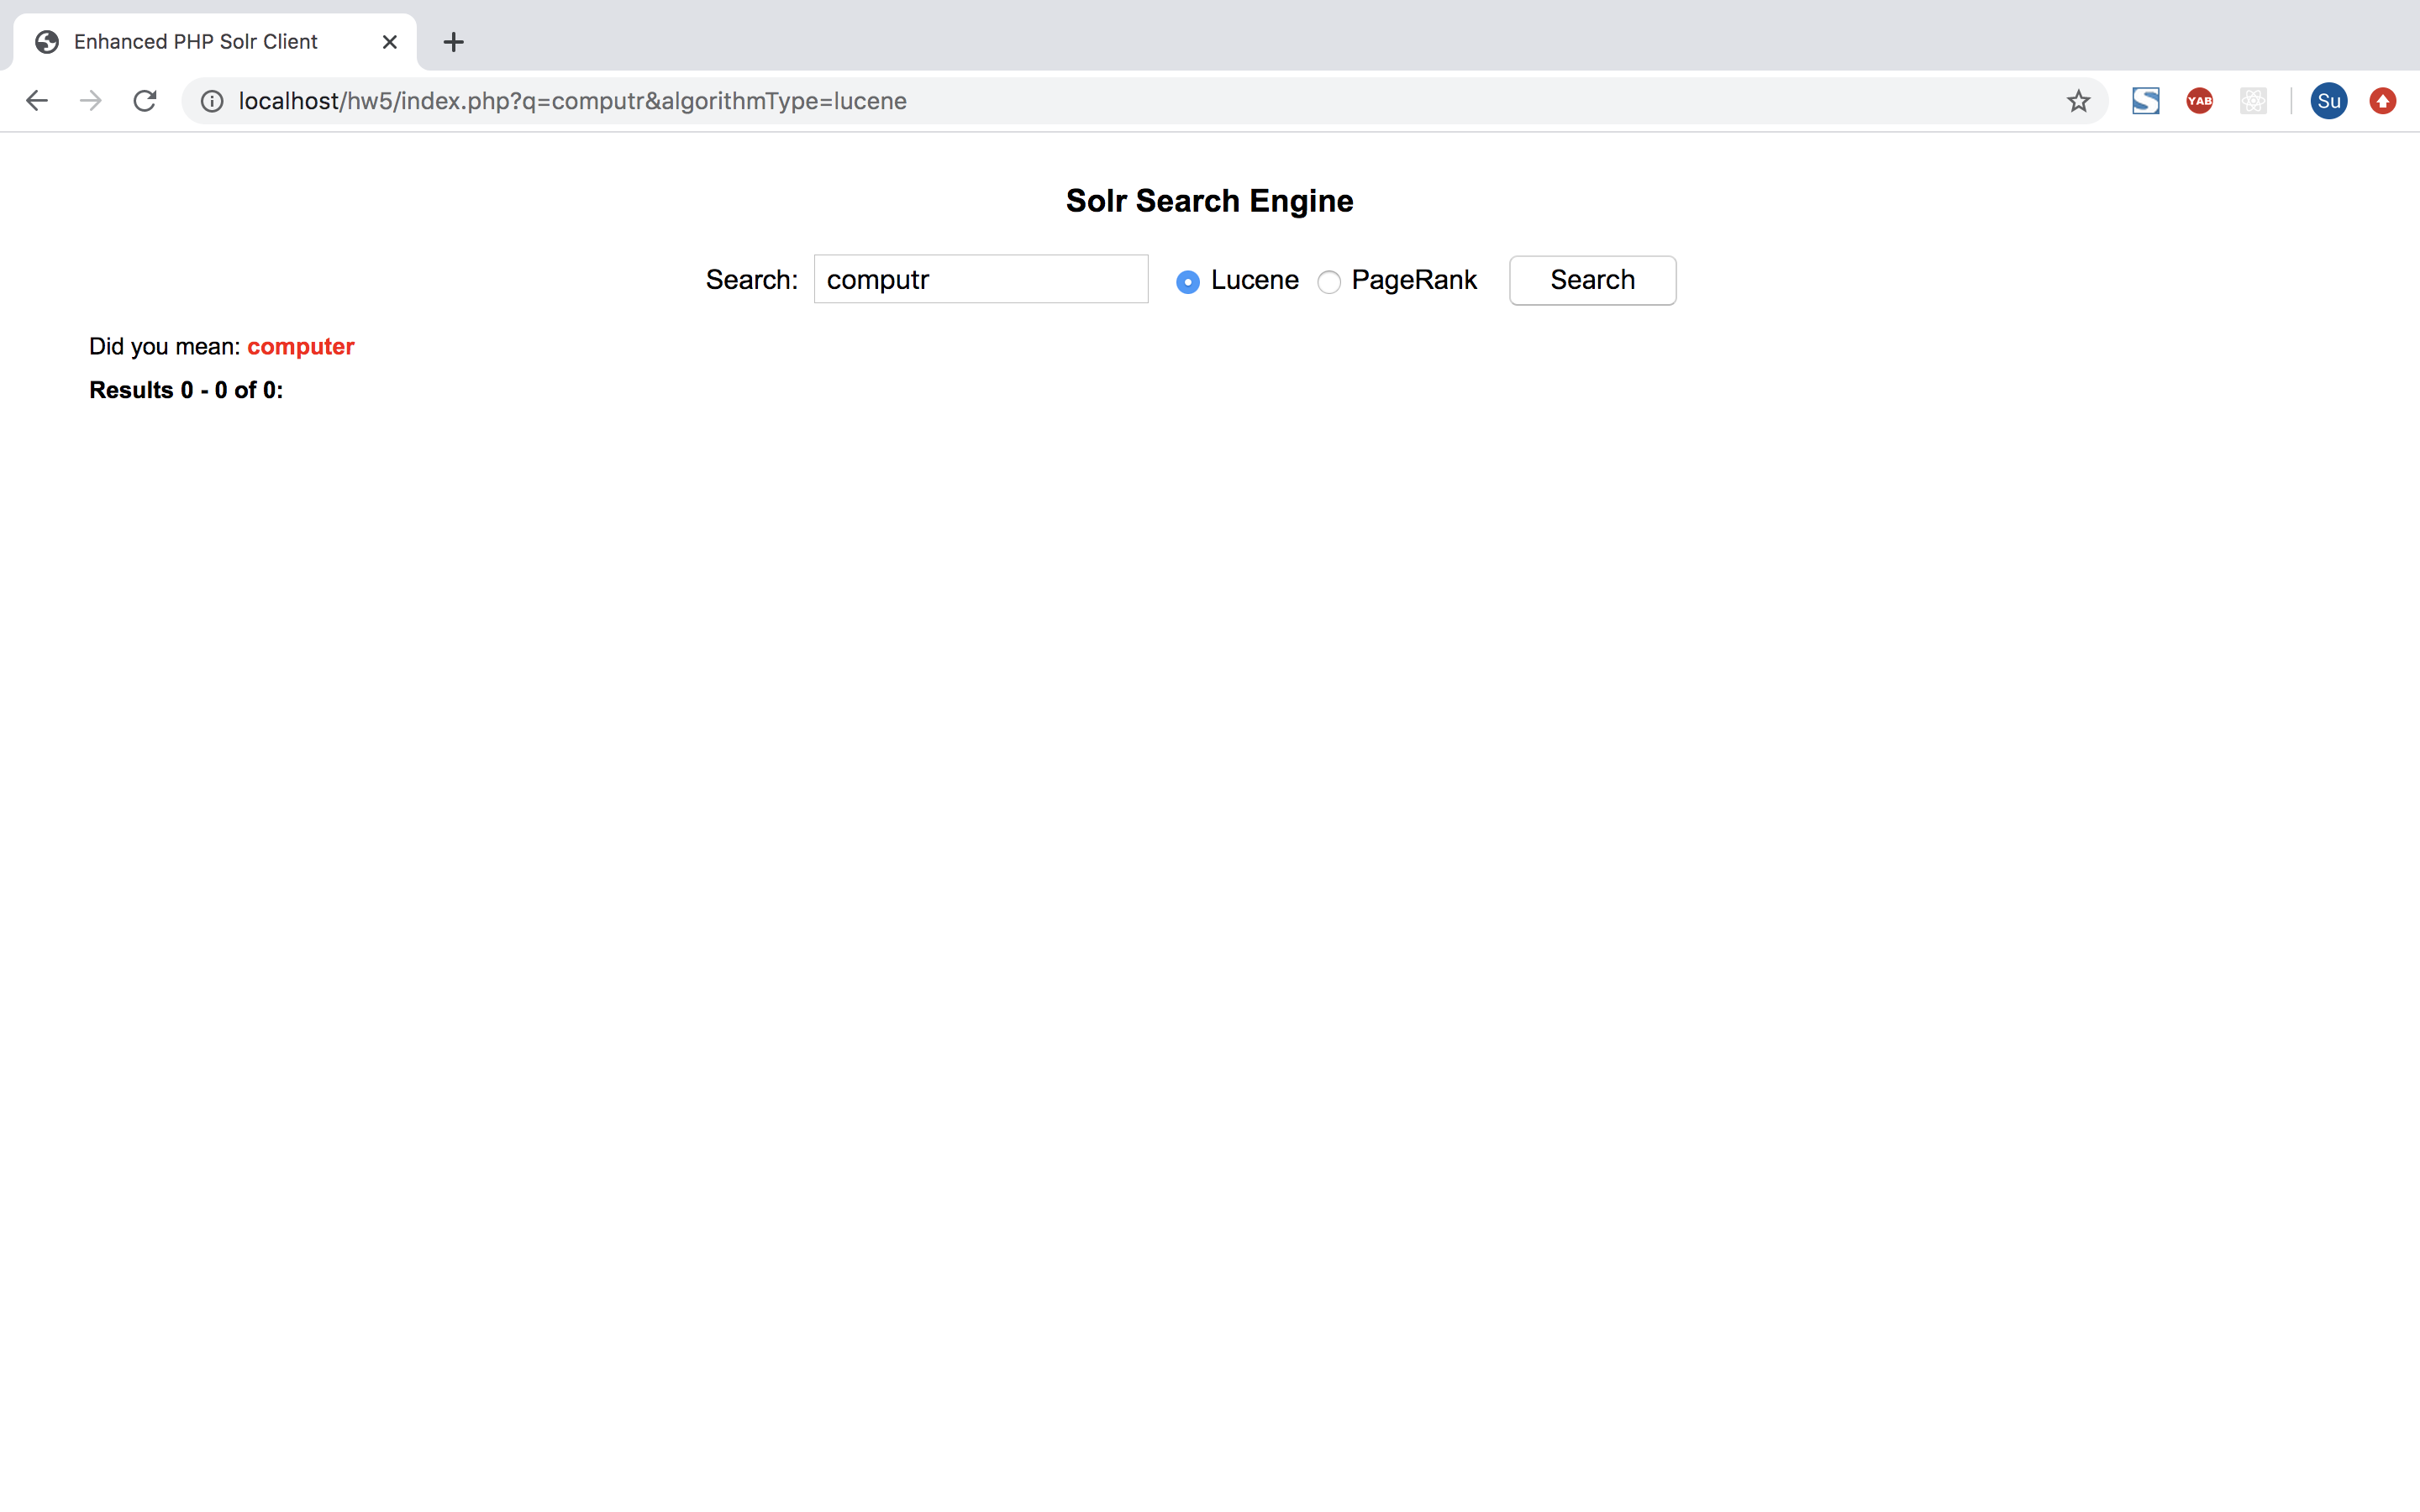 Enhanced PHP Solr Client
localhost/hw5/index.php?q=computr&algorithmType=lucene
YAB
Su
Solr Search Engine
Search: computr Lucene PageRank Search
Did you mean: computer
Results 0 - 0 of 0: